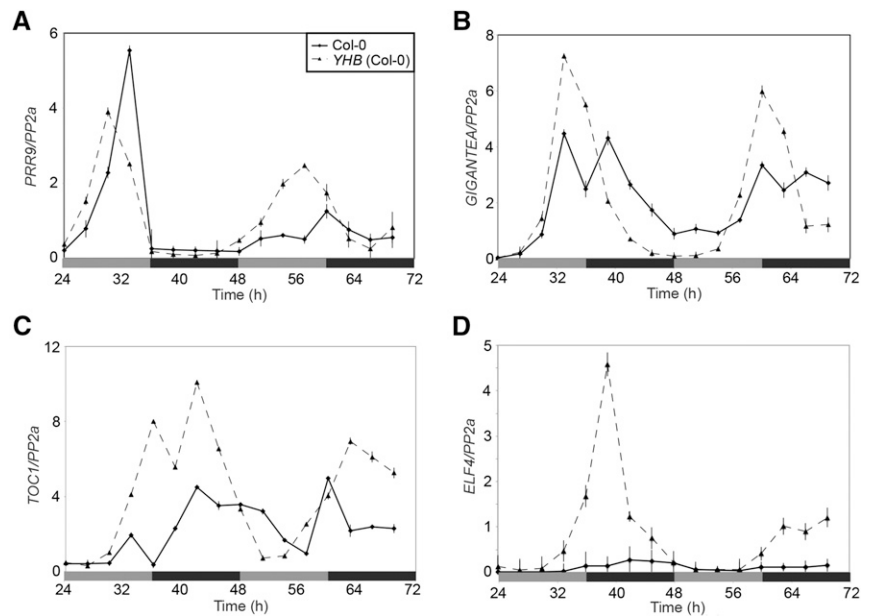 A
PRR9/PP2a
6
4
2
0
Col-0
YHB (Col-0)
24 32 40 48 56 64 72
Time (h)
B
GIGANTEA/PP2a
8
6
4
2
0
24 32 40 48 56 64 72
Time (h)
C
TOC1/PP2a
12
8
4
0
24 32 40 48 56 64 72
Time (h)
D
ELF4/PP2a
5
4
3
2
1
0
24 32 40 48 56 64 72
Time (h)